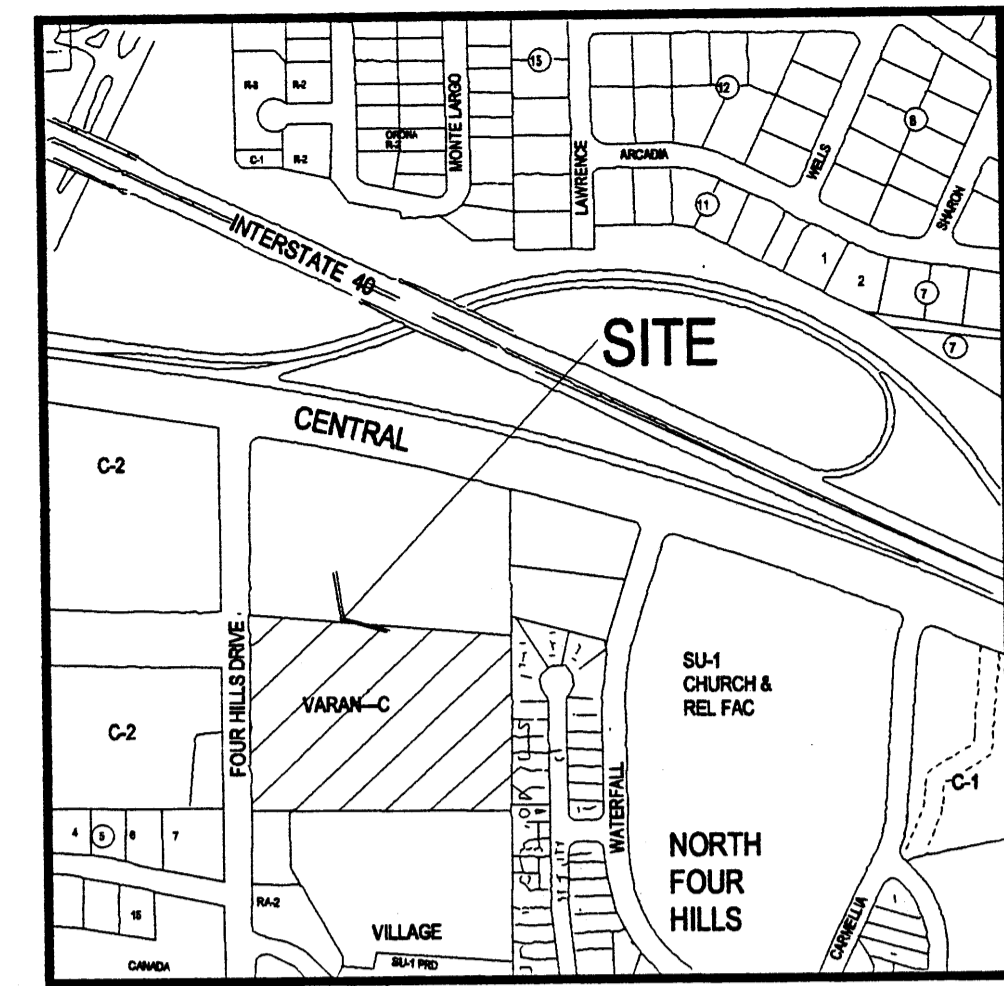 R-3
R-2
C-1
R-2
MONTE LARGO
15
LAWRENCE
12
ARCADIA
WELLS
8
SHARON
11
1
2
7
7
INTERSTATE 40
SITE
CENTRAL
C-2
FOUR HILLS DRIVE
VARAN-C
C-2
WATERFALL
SU-1
CHURCH &
REL FAC
C-1
4
5
6
7
15
CANADA
RA-2
VILLAGE
SU-1 PRD
NORTH
FOUR
HILLS
CARMELLIA